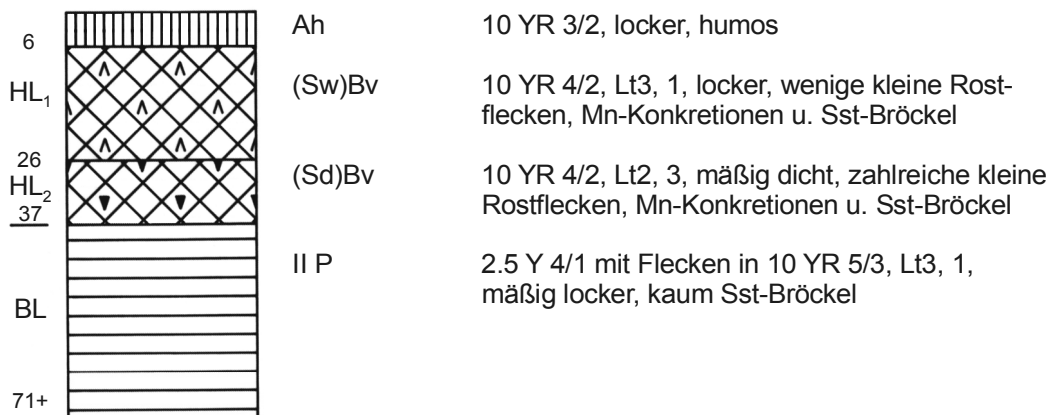 Ah 10 YR 3/2, locker, humos
6
HL1 (Sw)Bv 10 YR 4/2, Lt3, 1, locker, wenige kleine Rost-
flecken, Mn-Konkretionen u. Sst-Bröckel
26
HL2 (Sd)Bv 10 YR 4/2, Lt2, 3, mäßig dicht, zahlreiche kleine
Rostflecken, Mn-Konkretionen u. Sst-Bröckel
37
II P 2.5 Y 4/1 mit Flecken in 10 YR 5/3, Lt3, 1,
mäßig locker, kaum Sst-Bröckel
BL
71+